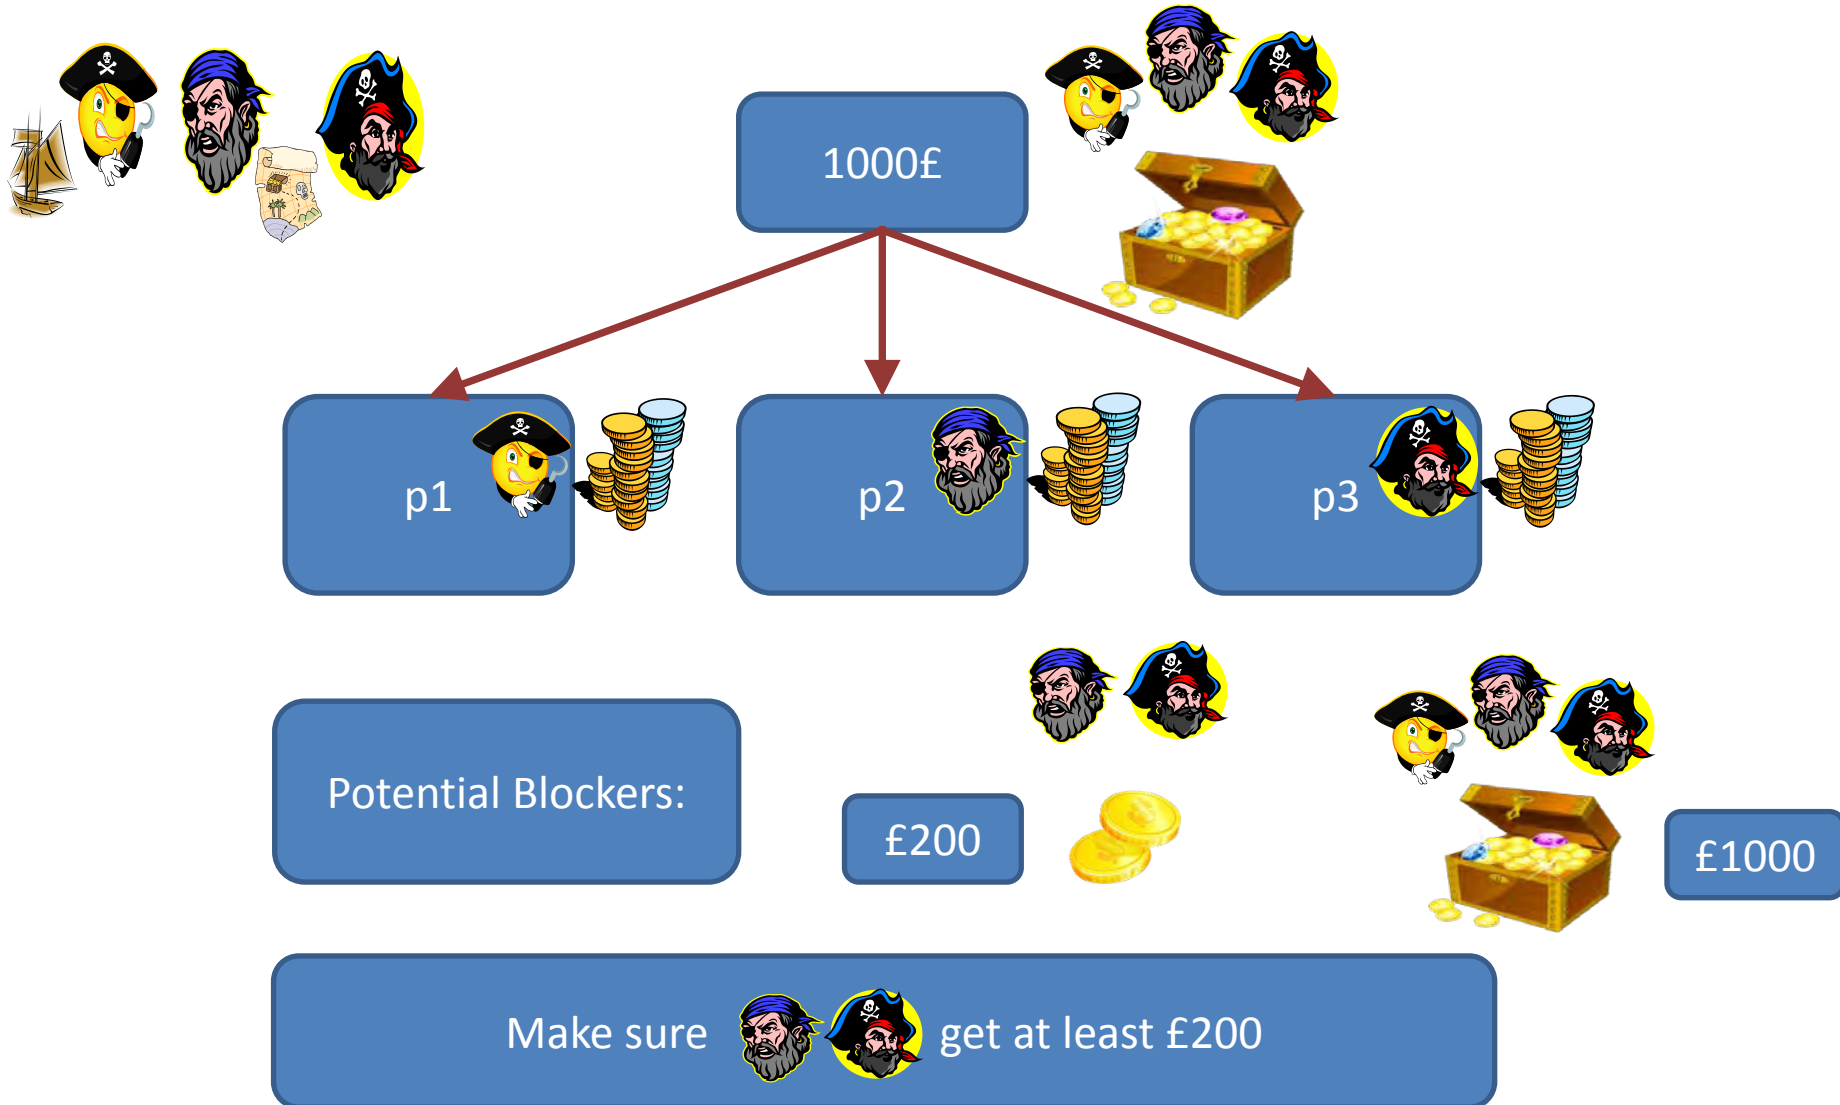 1000£
p1
p2
p3
Potential Blockers:
£200
£1000
Make sure get at least £200